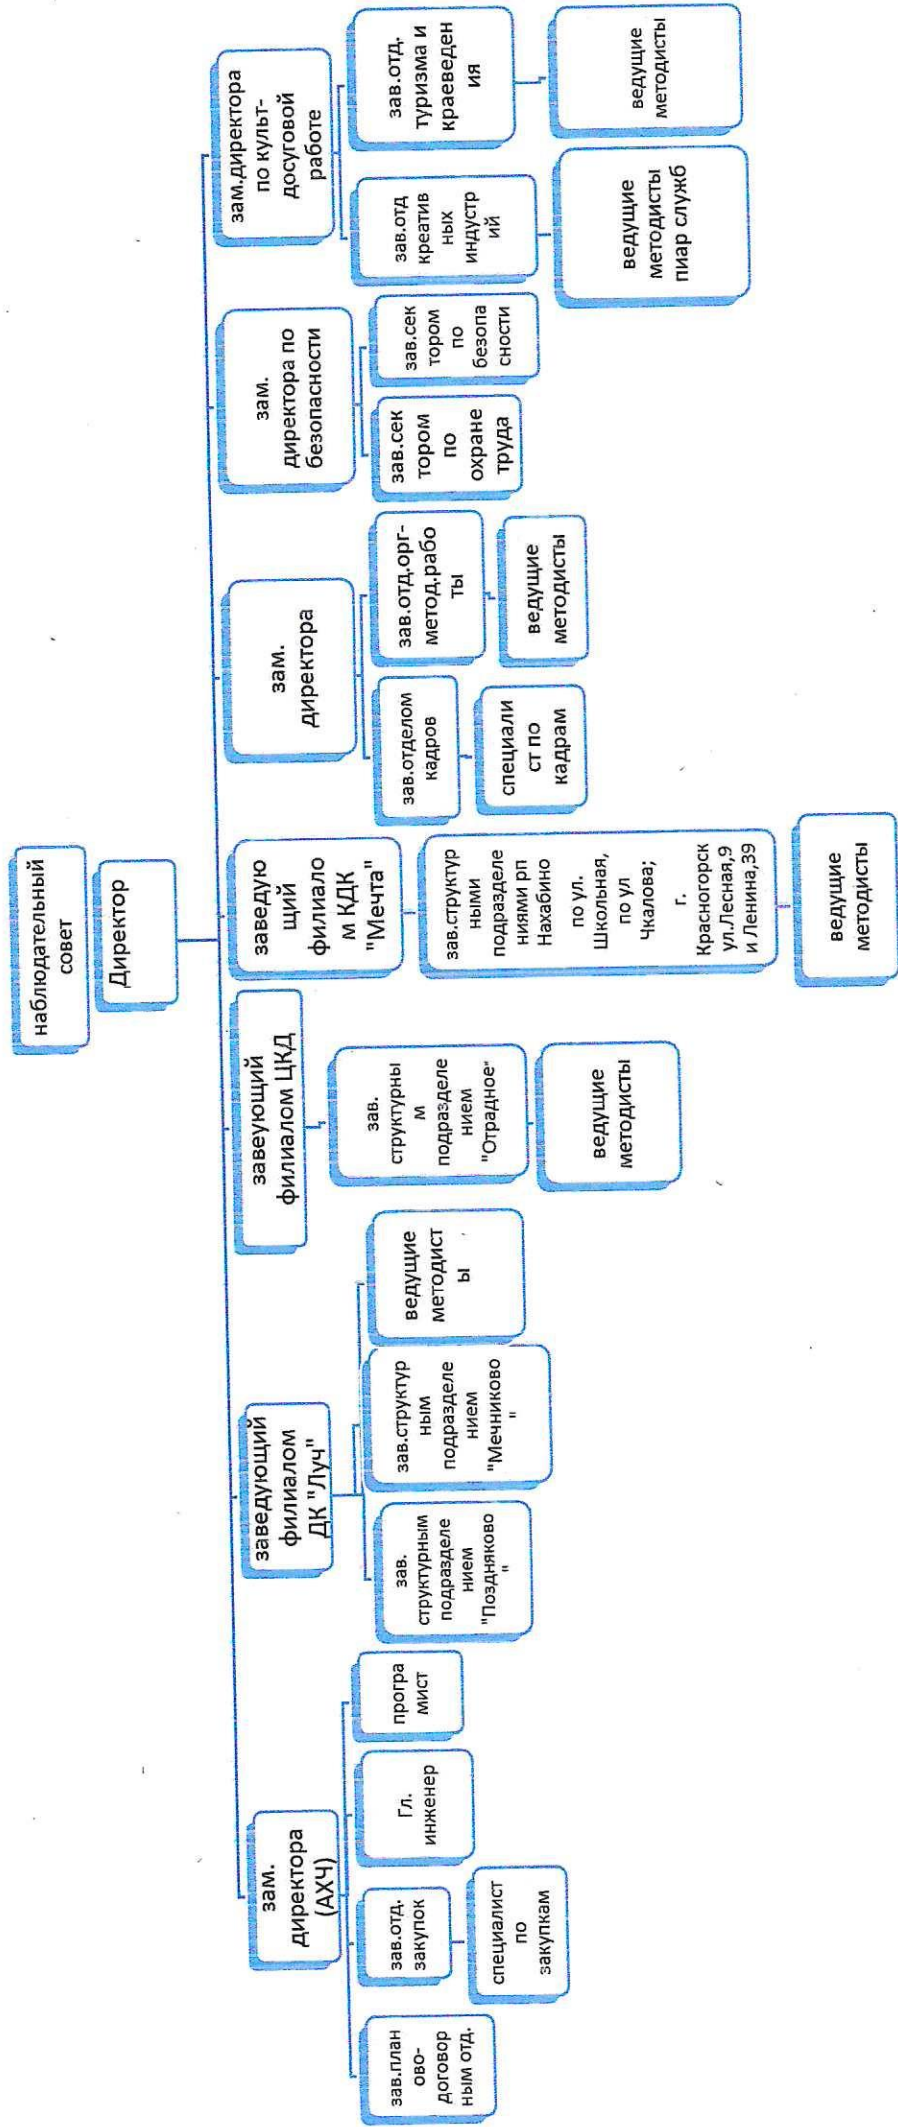 наблюдательный
совет
Директор
зам.
директора
(АХЧ)
зав.план
ово-
договор
ным отд.
зав.отд.
закупок
специалист
по
закупкам
Гл.
инженер
програ
мист
заведующий
филиалом
ДК "Луч"
зав.
структурным
подразделе
нием
"Поздняково
"
зав.структур
ным
подразделе
нием
"Мечниково
"
ведущие
методист
ы
завеующий
филиалом ЦКД
зав.
структурны
м
подразделе
нием
"Отрадное"
ведущие
методисты
заведую
щий
филиало
м КДК
"Мечта"
зав.структур
ными
подразделе
ниями рп
Нахабино
по ул.
Школьная,
по ул
Чкалова;
г.
Красногорск
ул.Лесная,9
и Ленина,39
ведущие
методисты
зам.
директора
зав.отделом
кадров
специали
ст по
кадрам
зав.отд.орг-
метод.рабо
ты
ведущие
методисты
зам.
директора по
безопасности
зав.сек
тором
по
охране
труда
зав.сек
тором
по
безопа
сности
зам.директора
по культ-
досуговой
работе
зав.отд
креатив
ных
индустр
ий
ведущие
методисты
пиар служб
зав.отд.
туризма и
краеведен
ия
ведущие
методисты